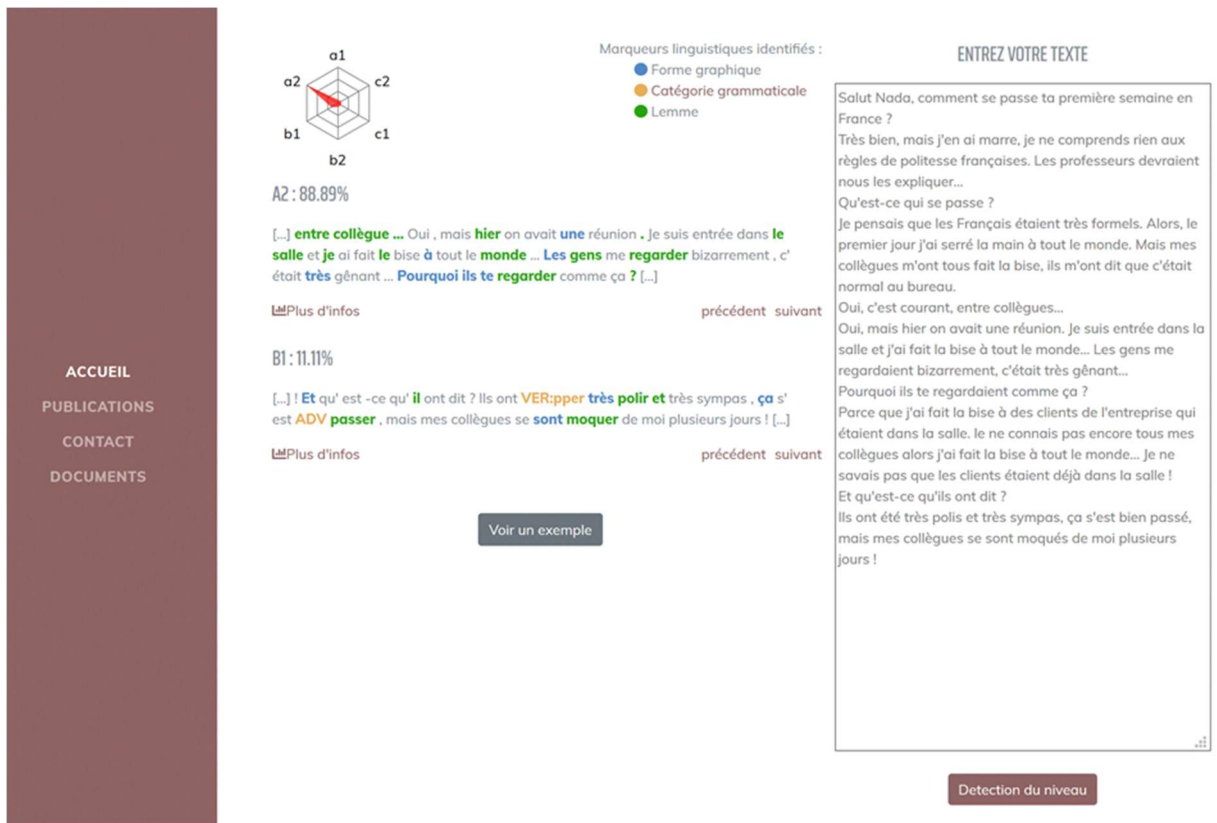 ACCUEIL
PUBLICATIONS
CONTACT
DOCUMENTS
a1
a2
c2
b1
c1
b2
Marqueurs linguistiques identifiés :
Forme graphique
Catégorie grammaticale
Lemme
A2 : 88.89%
[...] entre collègue ... Oui , mais hier on avait une réunion . Je suis entrée dans le
salle et je ai fait le bise à tout le monde ... Les gens me regarder bizarrement , c'
était très gênant ... Pourquoi ils te regarder comme ça ? [...]
Plus d'infos
précédent suivant
B1 : 11.11%
[...] ! Et qu' est -ce qu' il ont dit ? Ils ont VER:pper très polir et très sympas , ça s'
est ADV passer , mais mes collègues se sont moquer de moi plusieurs jours ! [...]
Plus d'infos
précédent suivant
Voir un exemple
ENTREZ VOTRE TEXTE
Salut Nada, comment se passe ta première semaine en
France ?
Très bien, mais j'en ai marre, je ne comprends rien aux
règles de politesse françaises. Les professeurs devraient
nous les expliquer...
Qu'est-ce qui se passe ?
Je pensais que les Français étaient très formels. Alors, le
premier jour j'ai serré la main à tout le monde. Mais mes
collègues m'ont tous fait la bise, ils m'ont dit que c'était
normal au bureau.
Oui, c'est courant, entre collègues...
Oui, mais hier on avait une réunion. Je suis entrée dans la
salle et j'ai fait la bise à tout le monde... Les gens me
regardaient bizarrement, c'était très gênant...
Pourquoi ils te regardaient comme ça ?
Parce que j'ai fait la bise à des clients de l'entreprise qui
étaient dans la salle. le ne connais pas encore tous mes
collègues alors j'ai fait la bise à tout le monde... Je ne
savais pas que les clients étaient déjà dans la salle !
Et qu'est-ce qu'ils ont dit ?
Ils ont été très polis et très sympas, ça s'est bien passé,
mais mes collègues se sont moqués de moi plusieurs
jours !
Detection du niveau